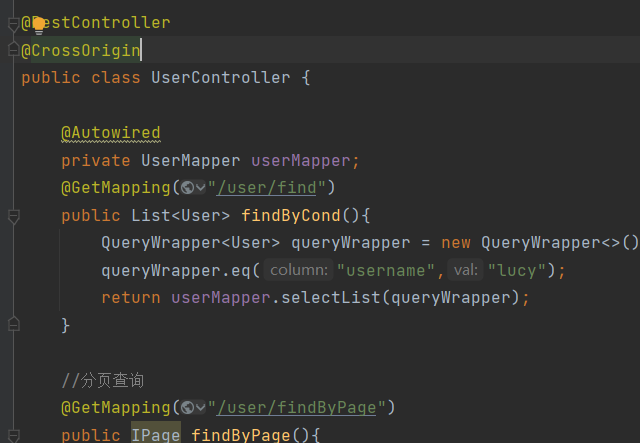 @RestController
@CrossOrigin
public class UserController {
@Autowired
private UserMapper userMapper;
@GetMapping("/user/find")
public List<User> findByCond(){
QueryWrapper<User> queryWrapper = new QueryWrapper<>()
queryWrapper.eq( column: "username", val: "lucy");
return userMapper.selectList(queryWrapper);
}
//分页查询
@GetMapping("/user/findByPage")
public IPage findByPage(){